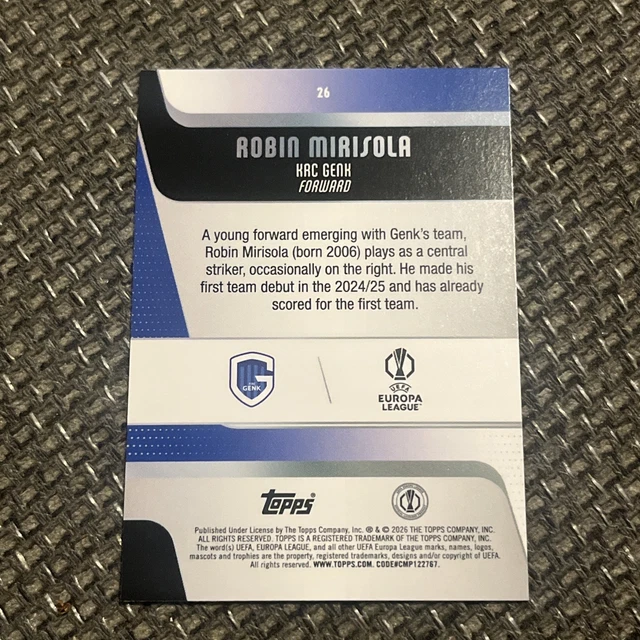 26
ROBIN MIRISOLA
KRC GENK
FORWARD
A young forward emerging with Genk's team,
Robin Mirisola (born 2006) plays as a central
striker, occasionally on the right. He made his
first team debut in the 2024/25 and has already
scored for the first team.
GENK
UEFA
EUROPA
LEAGUE™
topps®
Published Under License by The Topps Company, Inc. ® & © 2026 THE TOPPS COMPANY, INC.
ALL RIGHTS RESERVED. TOPPS IS A REGISTERED TRADEMARK OF THE TOPPS COMPANY, INC.
The word(s) UEFA, EUROPA LEAGUE, and all other UEFA Europa League marks, names, logos,
mascots and trophies are the property, registered trademarks, designs and/or copyright of UEFA.
All rights reserved. WWW.TOPPS.COM. CODE#CMP122767.